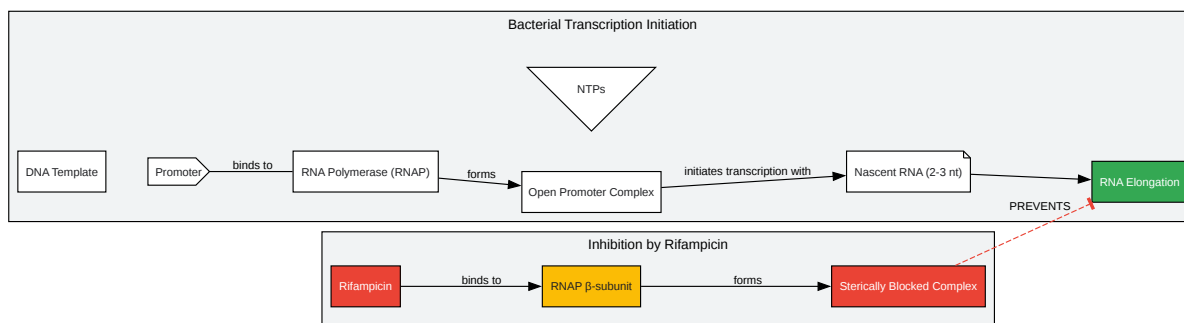 Bacterial Transcription Initiation
NTPs
DNA Template
Promoter
binds to
RNA Polymerase (RNAP)
forms
Open Promoter Complex
initiates transcription with
Nascent RNA (2-3 nt)
RNA Elongation
PREVENTS
Inhibition by Rifampicin
Rifampicin
binds to
RNAP β-subunit
forms
Sterically Blocked Complex